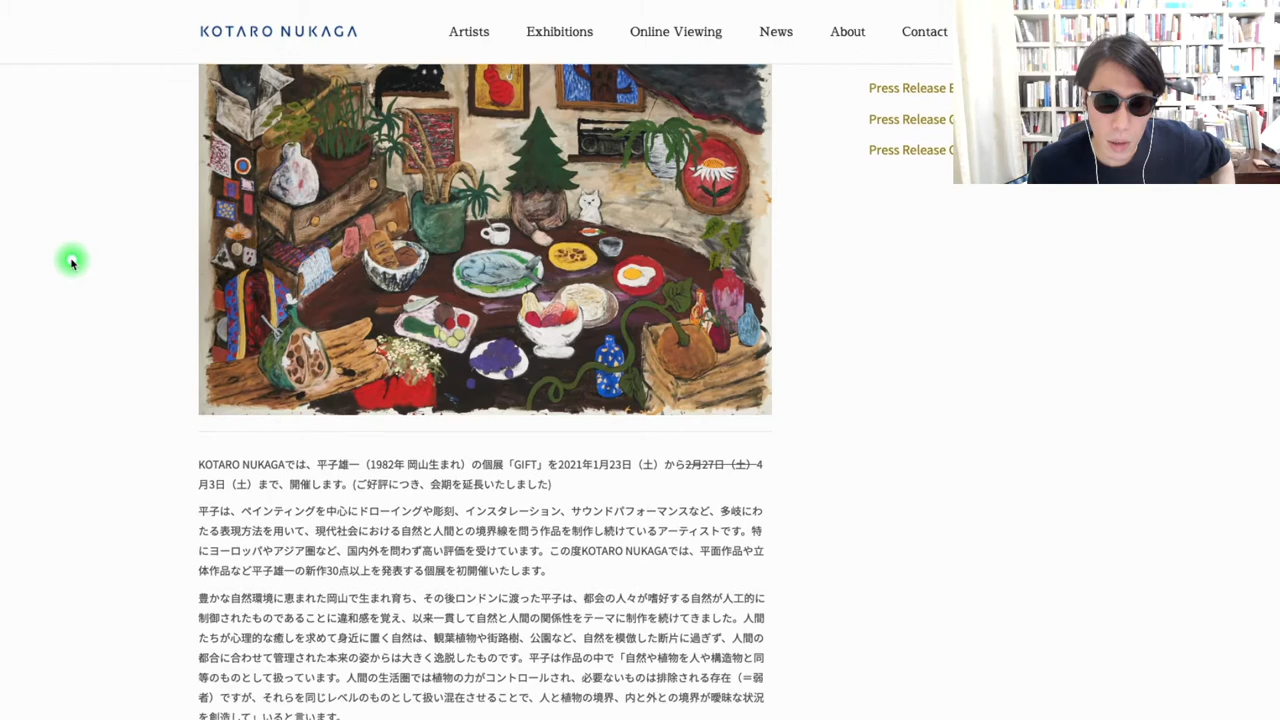 KOTARO NUKAGA
Artists Exhibitions Online Viewing News About Contact
Press Release
Press Release
Press Release
KOTARO NUKAGAでは、平子雄一（1982年 岡山生まれ）の個展「GIFT」を2021年1月23日（土）から2月27日（土）4
月3日（土）まで、開催します。(ご好評につき、会期を延長いたしました)
平子は、ペインティングを中心にドローイングや彫刻、インスタレーション、サウンドパフォーマンスなど、多岐にわ
たる表現方法を用いて、現代社会における自然と人間との境界線を問う作品を制作し続けているアーティストです。特
にヨーロッパやアジア圏など、国内外を問わず高い評価を受けています。この度KOTARO NUKAGAでは、平面作品や立
体作品など平子雄一の新作30点以上を発表する個展を初開催いたします。
豊かな自然環境に恵まれた岡山で生まれ育ち、その後ロンドンに渡った平子は、都会の人々が嗜好する自然が人工的に
制御されたものであることに違和感を覚え、以来一貫して自然と人間の関係性をテーマに制作を続けてきました。人間
たちが心理的な癒しを求めて身近に置く自然は、観葉植物や街路樹、公園など、自然を模倣した断片に過ぎず、人間の
都合に合わせて管理された本来の姿からは大きく逸脱したものです。平子は作品の中で「自然や植物を人や構造物と同
等のものとして扱っています。人間の生活圏では植物の力がコントロールされ、必要ないものは排除される存在（＝弱
者）ですが、それらを同じレベルのものとして扱い混在させることで、人と植物の境界、内と外との境界が曖昧な状況
を創造して」いると言います。